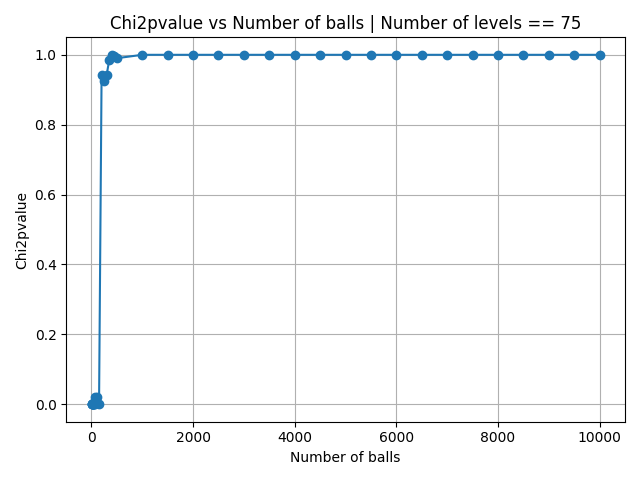 Chi2pvalue vs Number of balls | Number of levels == 75
1.0
0.8
0.6
0.4
0.2
0.0
Chi2pvalue
0 2000 4000 6000 8000 10000
Number of balls